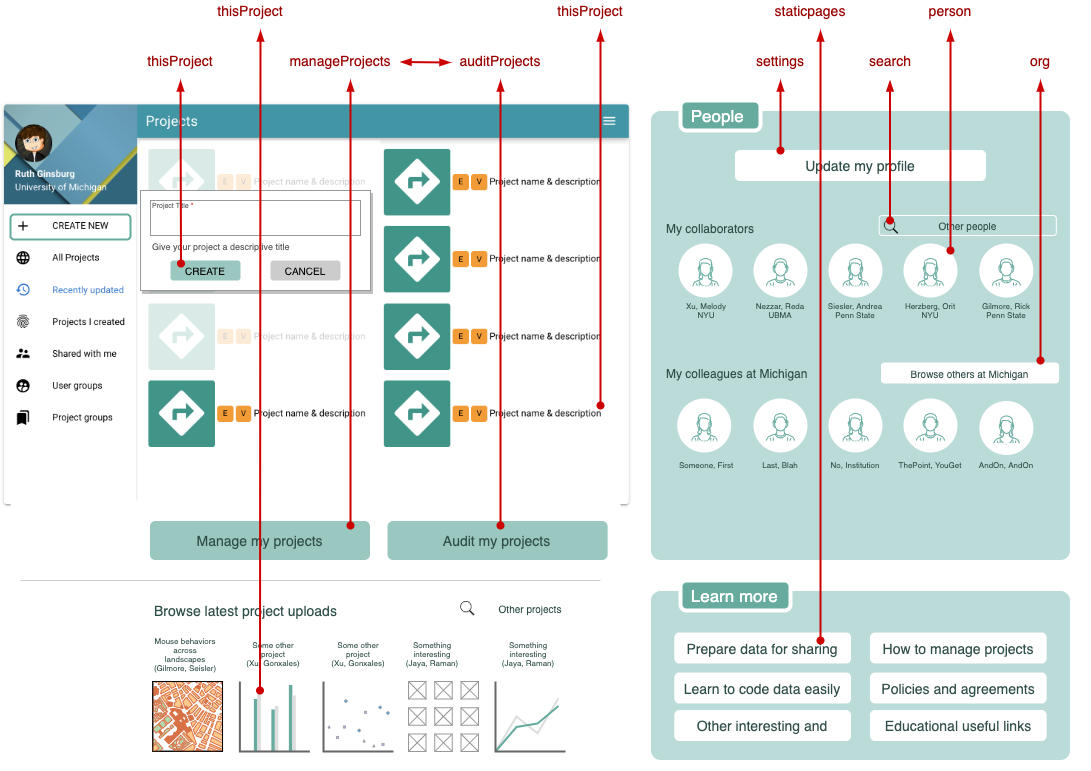 thisProject
thisProject
staticpages
person
thisProject
manageProjects
auditProjects
settings
search
org
Projects
Ruth Ginsburg
University of Michigan
CREATE NEW
All Projects
Recently updated
Projects I created
Shared with me
User groups
Project groups
E V Project name & description
E V Project name & description
Project Title *
Give your project a descriptive title
CREATE
CANCEL
E V Project name & description
E V Project name & description
E V Project name & description
E V Project name & description
E V Project name & description
Manage my projects
Audit my projects
Browse latest project uploads
Other projects
Mouse behaviors
across
landscapes
(Gilmore, Seisler)
Some other
project
(Xu, Gonxales)
Some other
project
(Xu, Gonxales)
Something
interesting
(Jaya, Raman)
Something
interesting
(Jaya, Raman)
People
Update my profile
My collaborators
Other people
Xu, Melody
NYU
Nezzar, Reda
UBMA
Siesler, Andrea
Penn State
Herzberg, Orit
NYU
Gilmore, Rick
Penn State
My colleagues at Michigan
Browse others at Michigan
Someone, First
Last, Blah
No, Institution
ThePoint, YouGet
AndOn, AndOn
Learn more
Prepare data for sharing
How to manage projects
Learn to code data easily
Policies and agreements
Other interesting and
Educational useful links